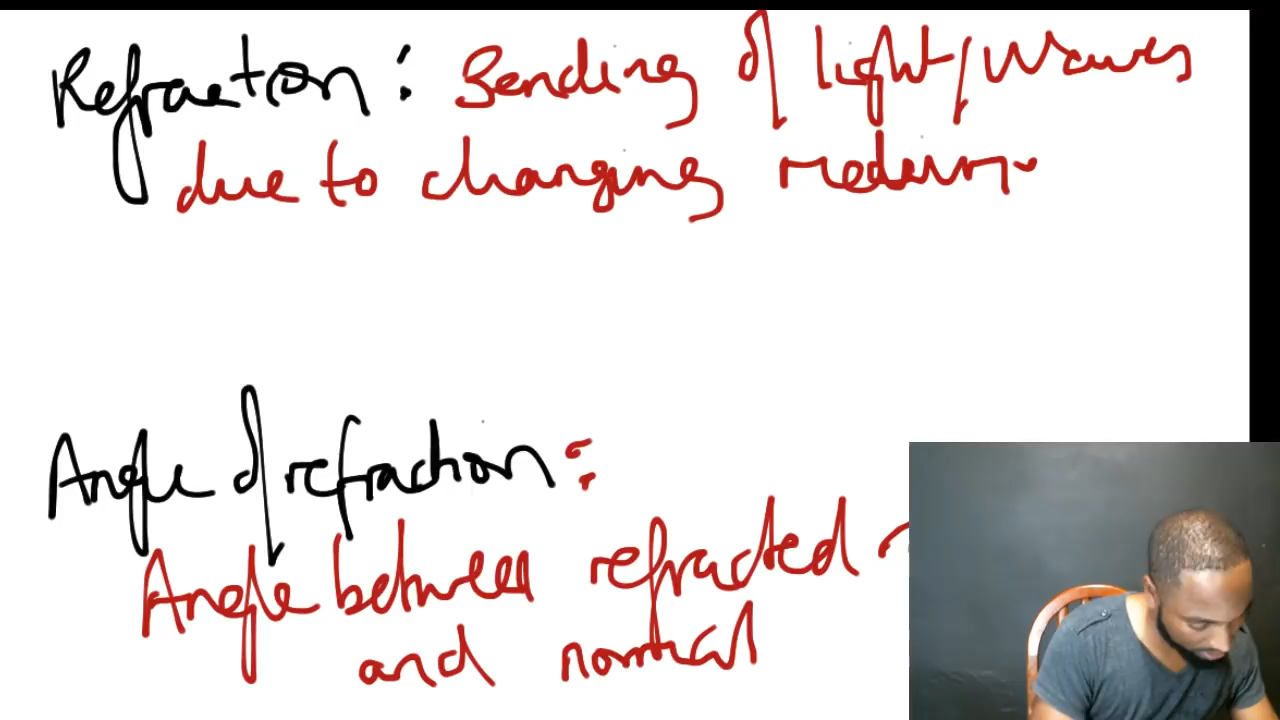 Refraction: Bending of light/waves
due to changing medium.
Angle of refraction:
Angle between refracted
and normal